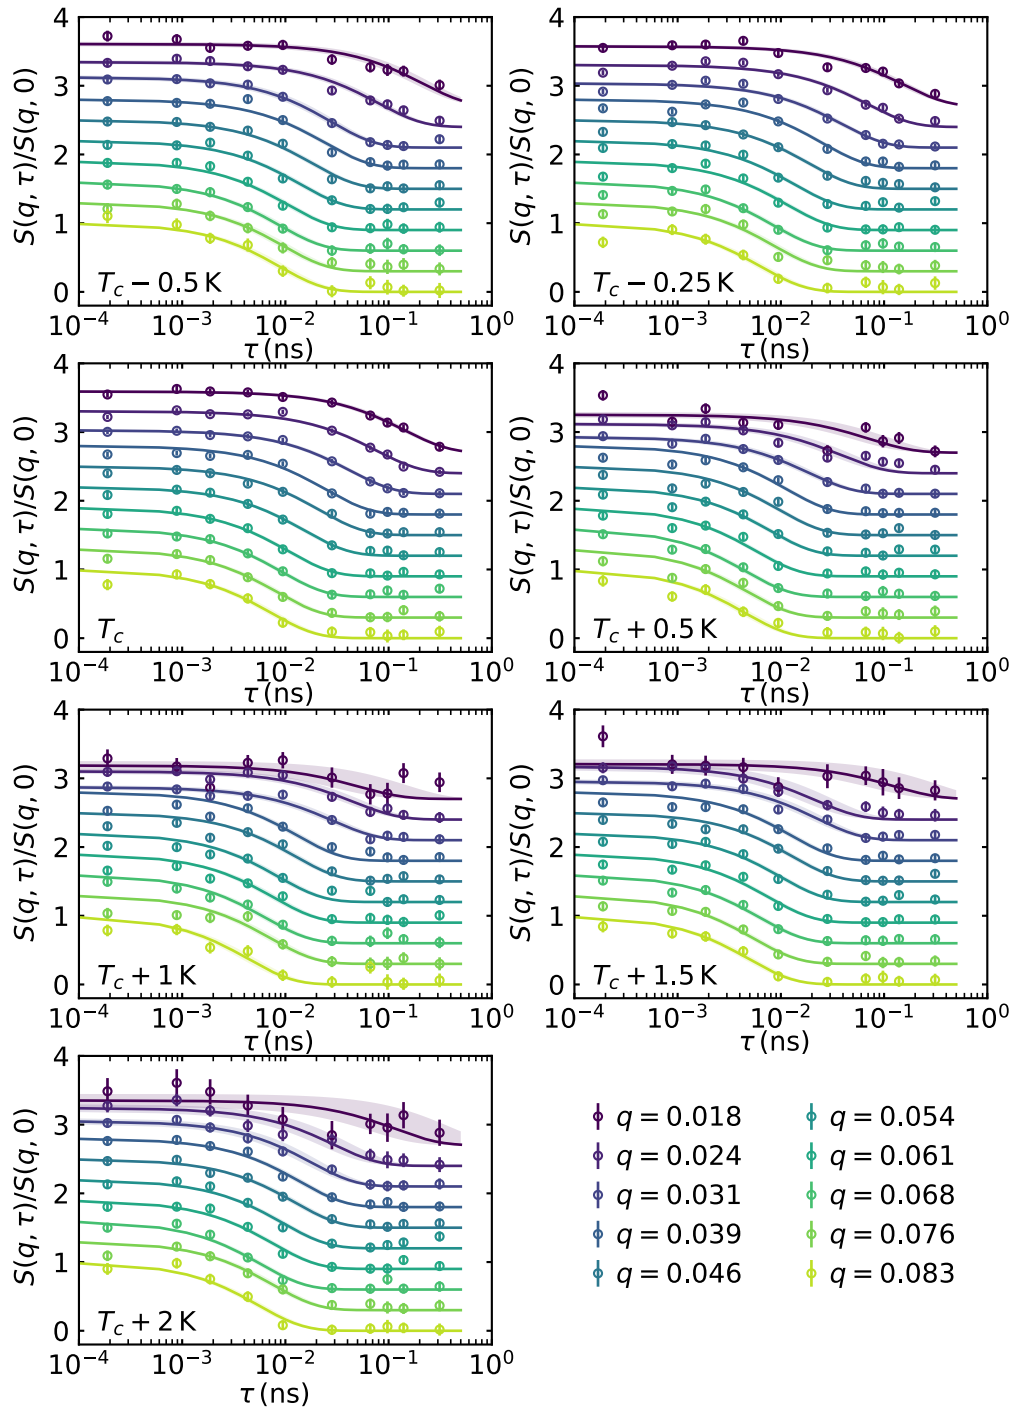 4
3
2
1
0
S(q, τ)/S(q, 0)
T_c − 0.5 K
10^−4 10^−3 10^−2 10^−1 10^0
τ (ns)
4
3
2
1
0
S(q, τ)/S(q, 0)
T_c − 0.25 K
10^−4 10^−3 10^−2 10^−1 10^0
τ (ns)
4
3
2
1
0
S(q, τ)/S(q, 0)
T_c
10^−4 10^−3 10^−2 10^−1 10^0
τ (ns)
4
3
2
1
0
S(q, τ)/S(q, 0)
T_c + 0.5 K
10^−4 10^−3 10^−2 10^−1 10^0
τ (ns)
4
3
2
1
0
S(q, τ)/S(q, 0)
T_c + 1 K
10^−4 10^−3 10^−2 10^−1 10^0
τ (ns)
4
3
2
1
0
S(q, τ)/S(q, 0)
T_c + 1.5 K
10^−4 10^−3 10^−2 10^−1 10^0
τ (ns)
4
3
2
1
0
S(q, τ)/S(q, 0)
T_c + 2 K
10^−4 10^−3 10^−2 10^−1 10^0
τ (ns)
q = 0.018
q = 0.024
q = 0.031
q = 0.039
q = 0.046
q = 0.054
q = 0.061
q = 0.068
q = 0.076
q = 0.083